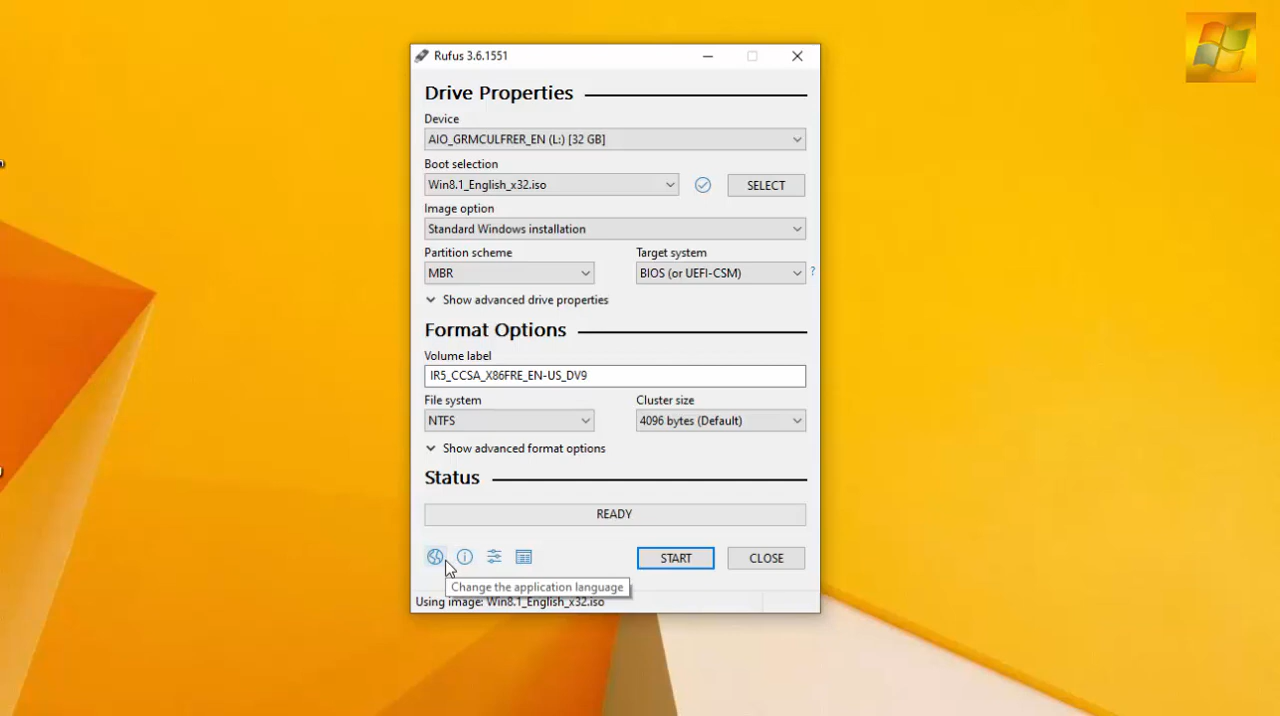 Rufus 3.6.1551
Drive Properties
Device
AIO_GRMCULFRER_EN (L:) [32 GB]
Boot selection
Win8.1_English_x32.iso
SELECT
Image option
Standard Windows installation
Partition scheme
Target system
MBR
BIOS (or UEFI-CSM)
?
Show advanced drive properties
Format Options
Volume label
IR5_CCSA_X86FRE_EN-US_DV9
File system
Cluster size
NTFS
4096 bytes (Default)
Show advanced format options
Status
READY
START
CLOSE
Change the application language
Using image: Win8.1_English_x32.iso